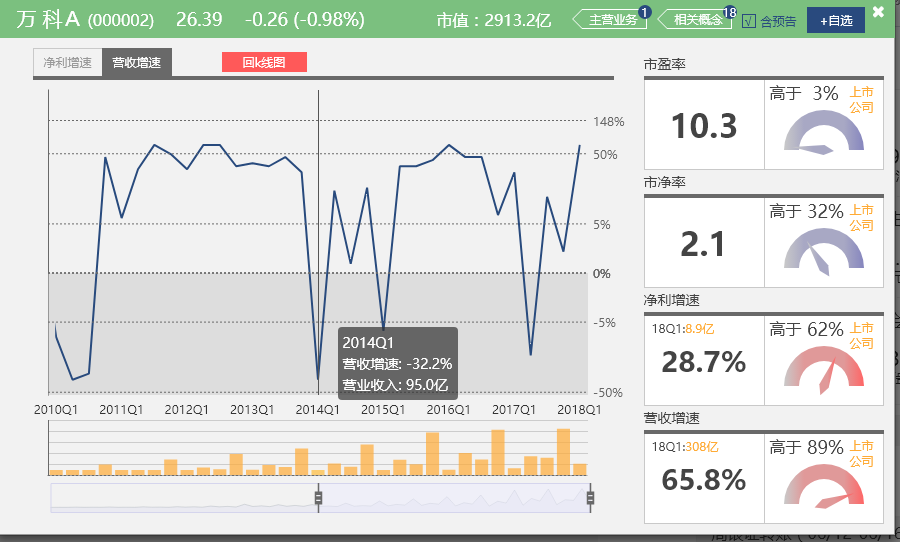 万 科A (000002) 26.39 -0.26 (-0.98%) 市值：2913.2亿 主营业务 1 相关概念 18 含预告 +自选
净利增速 营收增速 回k线图
148%
50%
5%
0%
-5%
-50%
2014Q1
营收增速: -32.2%
营业收入: 95.0亿
2010Q1 2011Q1 2012Q1 2013Q1 2014Q1 2015Q1 2016Q1 2017Q1 2018Q1
市盈率
10.3
高于 3% 上市
公司
市净率
2.1
高于 32% 上市
公司
净利增速
18Q1:8.9亿
28.7%
高于 62% 上市
公司
营收增速
18Q1:308亿
65.8%
高于 89% 上市
公司